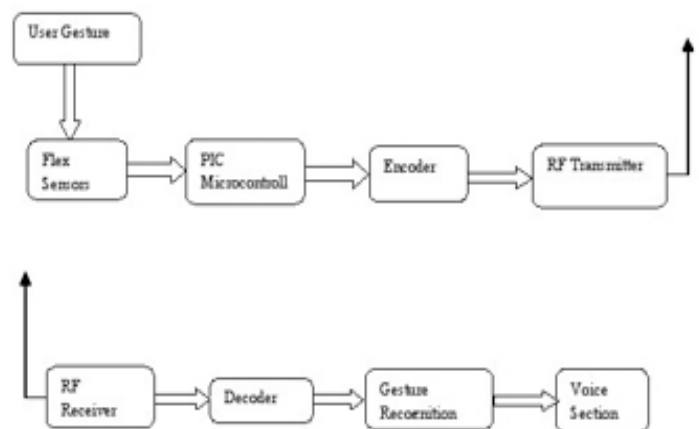 User Gesture
Flex
Sensors
PIC
Microcontroll
Encoder
RF Transmitter
RF
Receiver
Decoder
Gesture
Recognition
Voice
Section